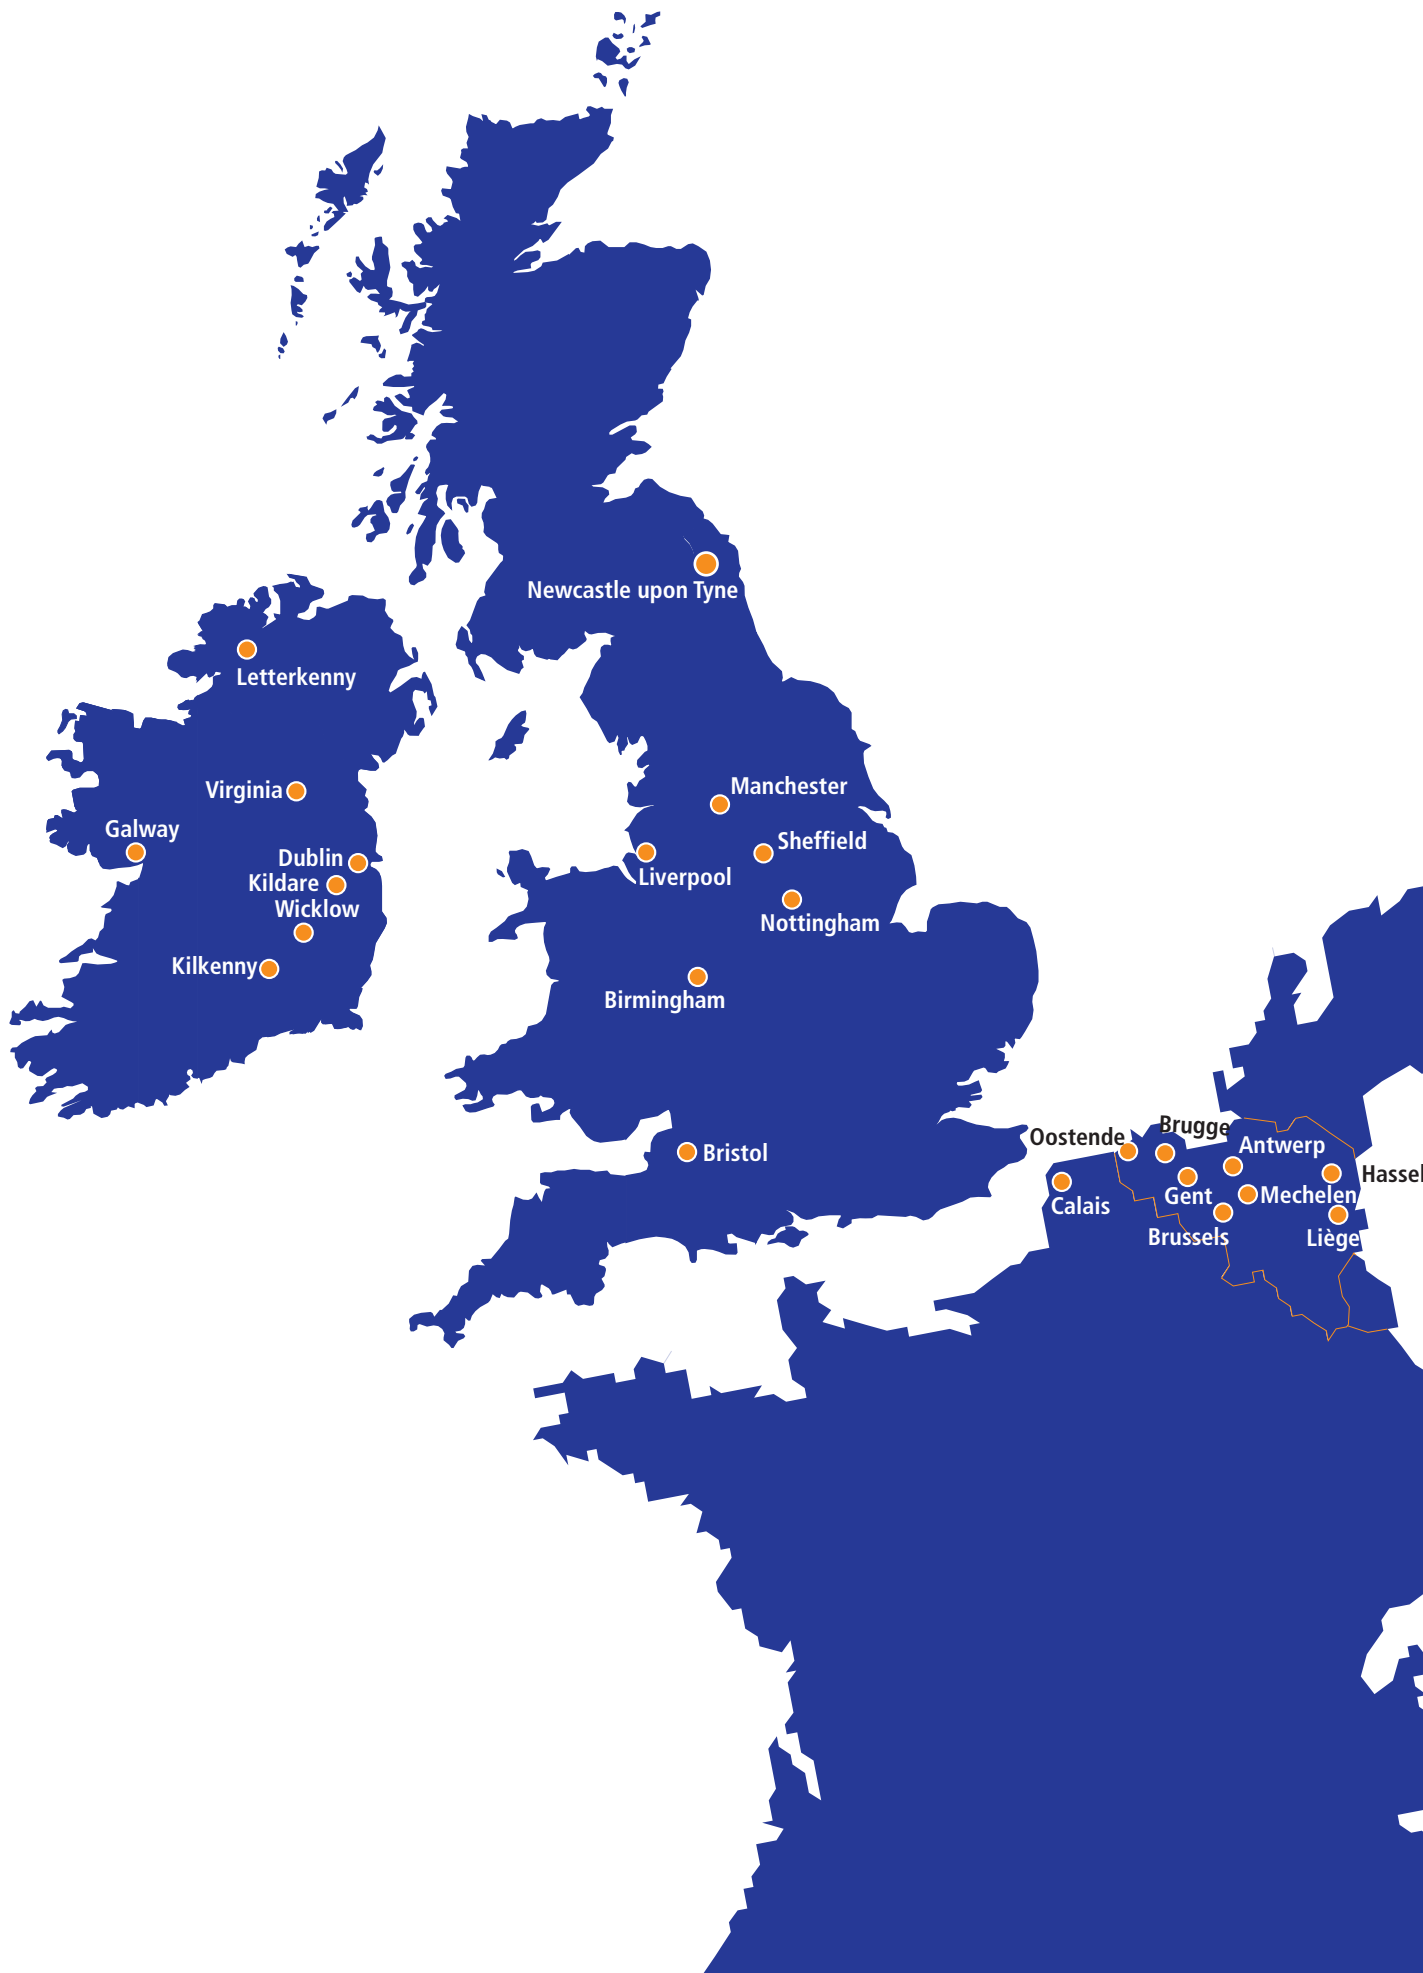 Newcastle upon Tyne
Letterkenny
Virginia
Manchester
Galway
Sheffield
Dublin
Liverpool
Kildare
Wicklow
Nottingham
Kilkenny
Birmingham
Brugge
Oostende
Antwerp
Bristol
Hassel
Gent
Mechelen
Calais
Brussels
Liège